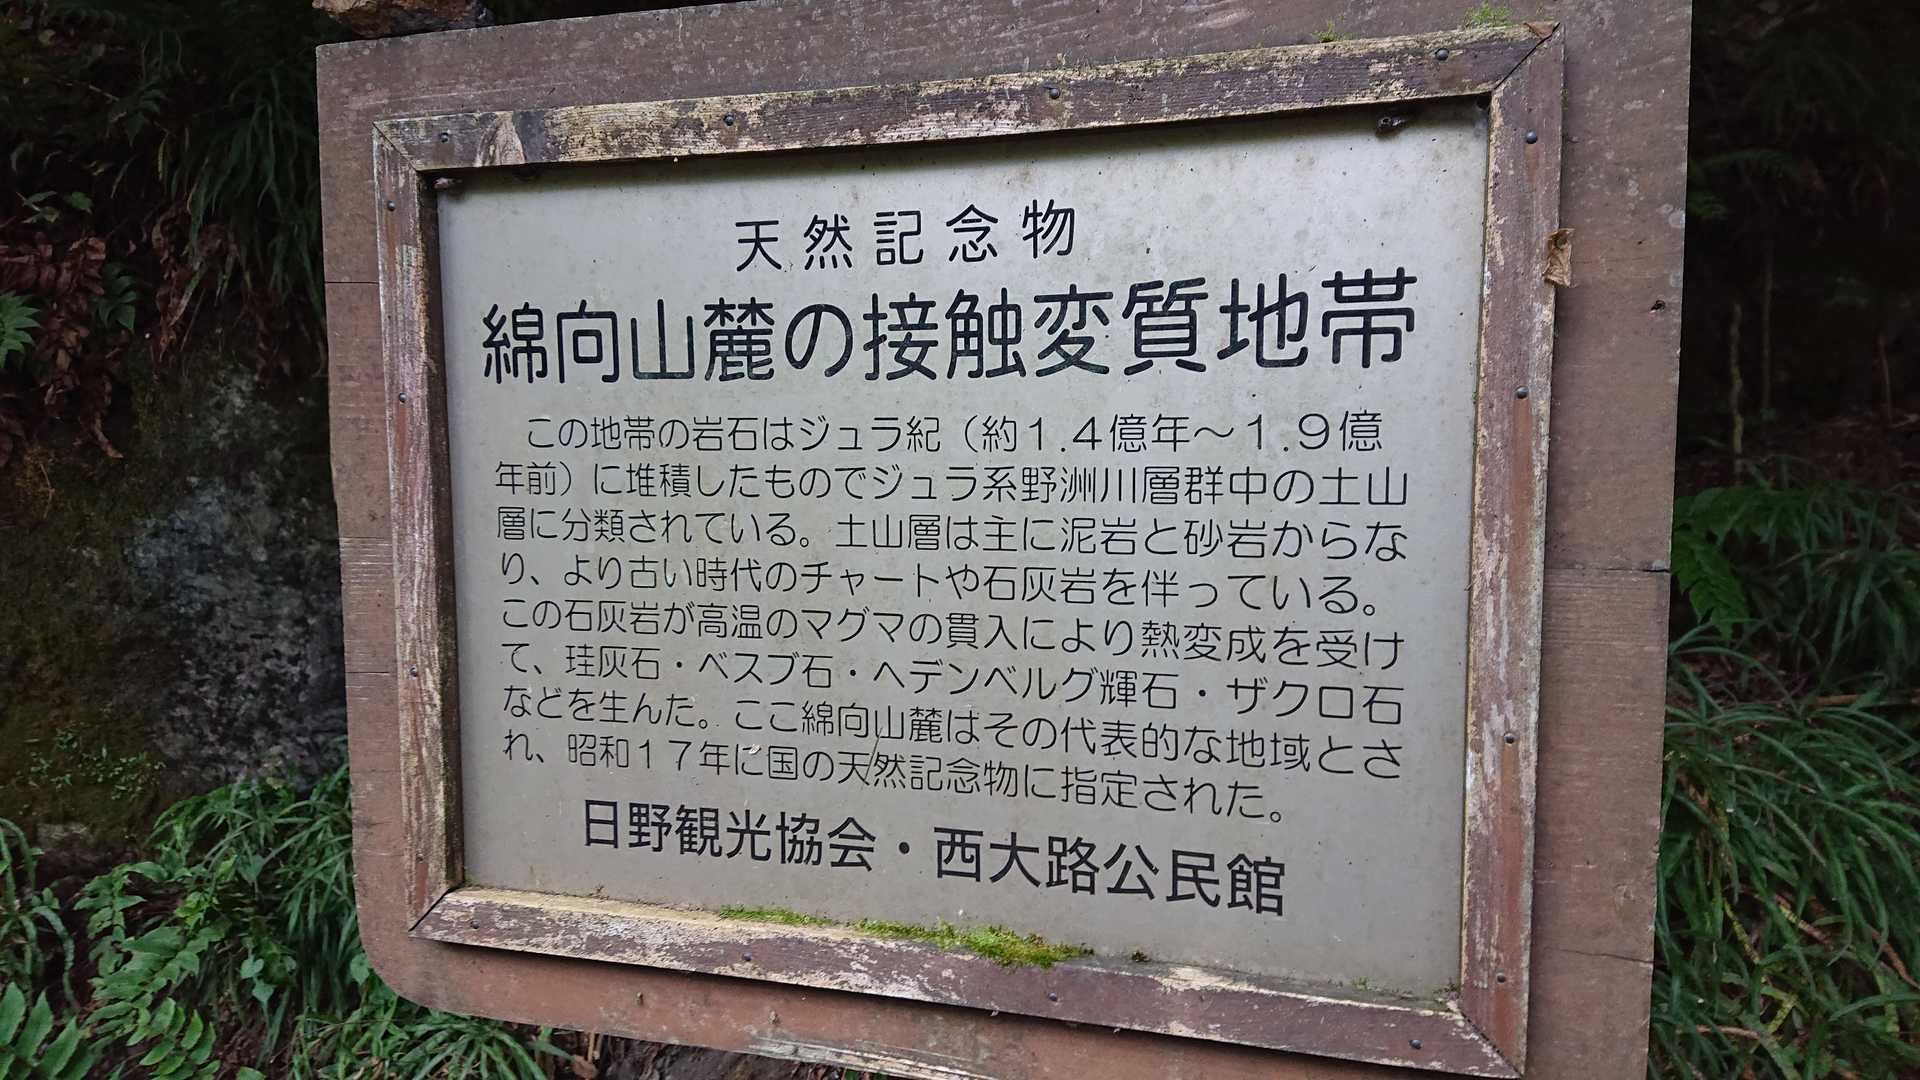 天然記念物
綿向山麓の接触変質地帯
この地帯の岩石はジュラ紀（約１.４億年～１.９億
年前）に堆積したものでジュラ系野洲川層群中の土山
層に分類されている。土山層は主に泥岩と砂岩からな
り、より古い時代のチャートや石灰岩を伴っている。
この石灰岩が高温のマグマの貫入により熱変成を受け
て、珪灰石・ベスブ石・ヘデンベルグ輝石・ザクロ石
などを生んだ。ここ綿向山麓はその代表的な地域とさ
れ、昭和１７年に国の天然記念物に指定された。
日野観光協会・西大路公民館